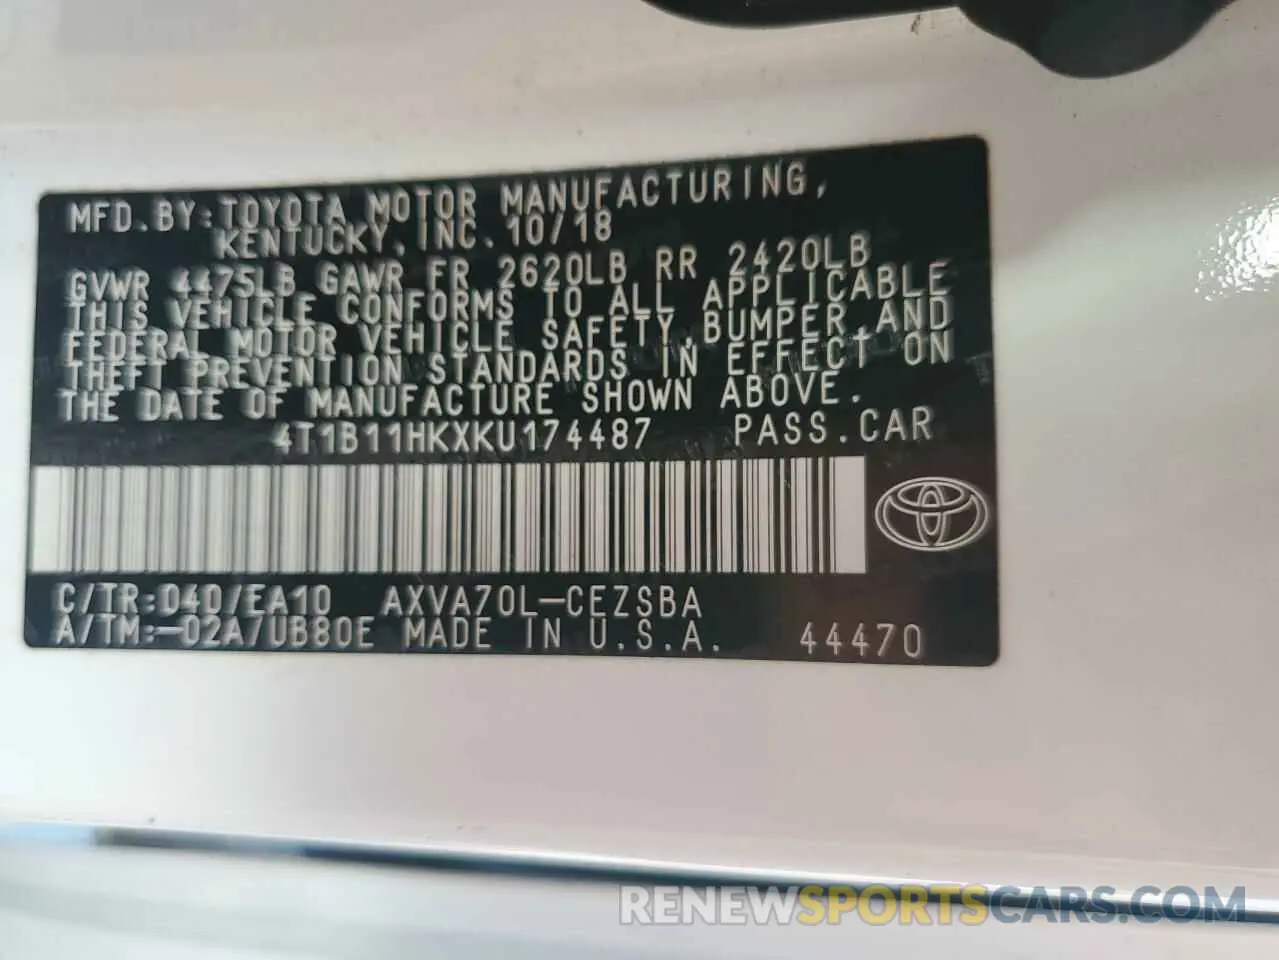 MFD.BY:TOYOTA MOTOR MANUFACTURING,
KENTUCKY, INC. 10/18
GVWR 4475LB GAWR FR 2620LB RR 2420LB
THIS VEHICLE CONFORMS TO ALL APPLICABLE
FEDERAL MOTOR VEHICLE SAFETY,BUMPER,AND
THEFT PREVENTION STANDARDS IN EFFECT ON
THE DATE OF MANUFACTURE SHOWN ABOVE.
4T1B11HKXKU174487 PASS.CAR
C/TR:040/EA10 AXVA70L-CEZSBA
A/TM:-02A/UB80E MADE IN U.S.A. 44470
RENEWSPORTSCARS.COM